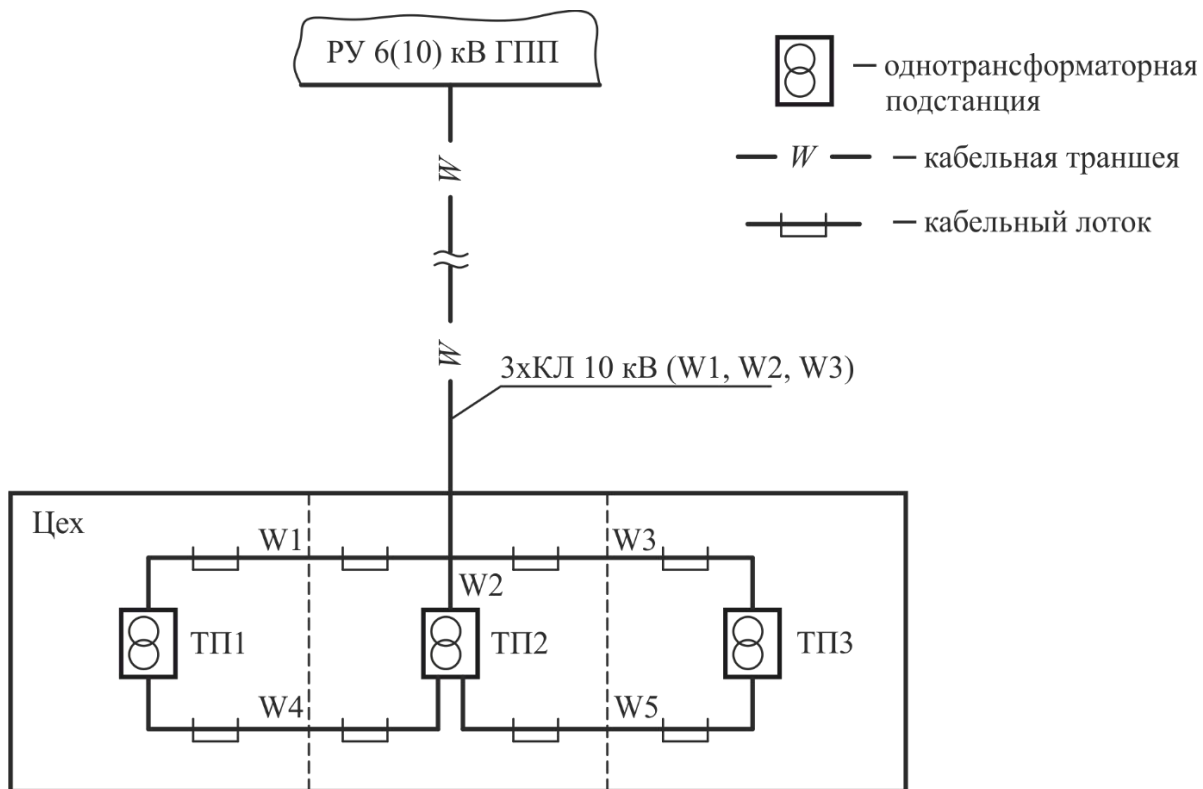 РУ 6(10) кВ ГПП
— однотрансформаторная
подстанция
W — кабельная траншея
— кабельный лоток
W
W
3хКЛ 10 кВ (W1, W2, W3)
Цех
W1
W3
W2
ТП1
ТП2
ТП3
W4
W5